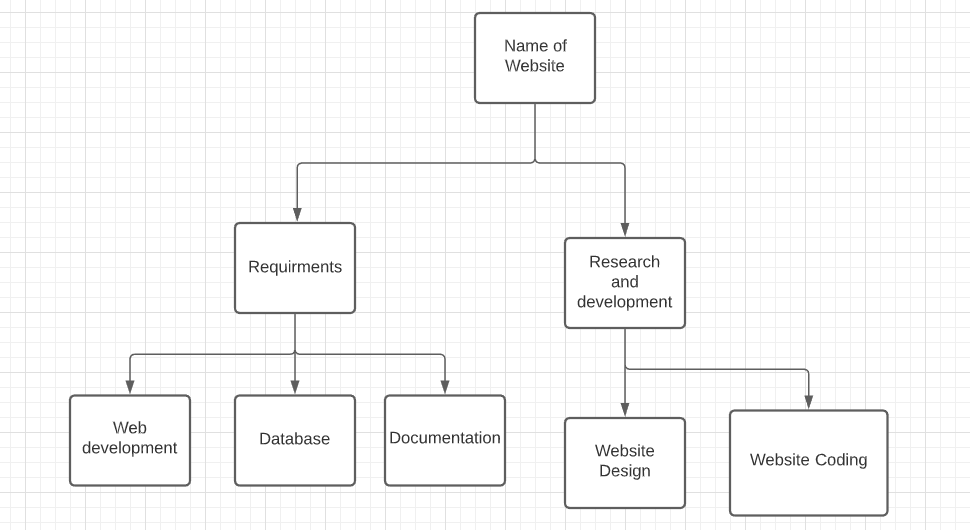 Name of
Website
Requirments
Research
and
development
Web
development
Database
Documentation
Website
Design
Website Coding